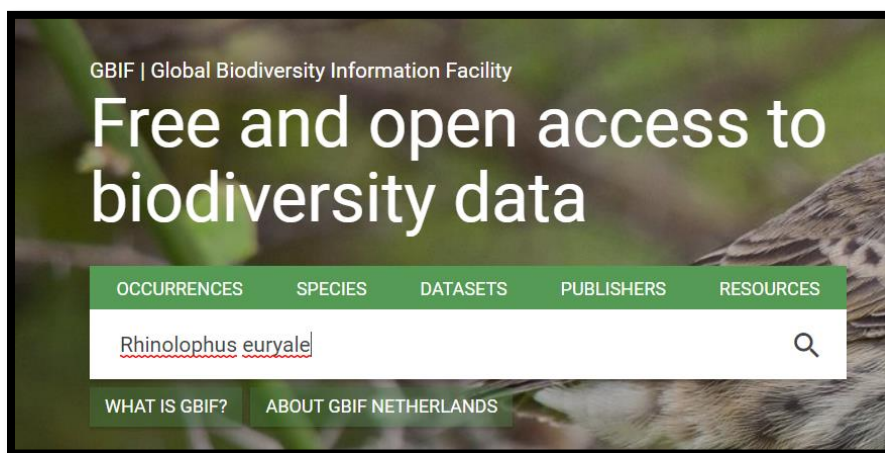 GBIF | Global Biodiversity Information Facility
Free and open access to
biodiversity data
OCCURRENCES SPECIES DATASETS PUBLISHERS RESOURCES
Rhinolophus euryale
WHAT IS GBIF? ABOUT GBIF NETHERLANDS